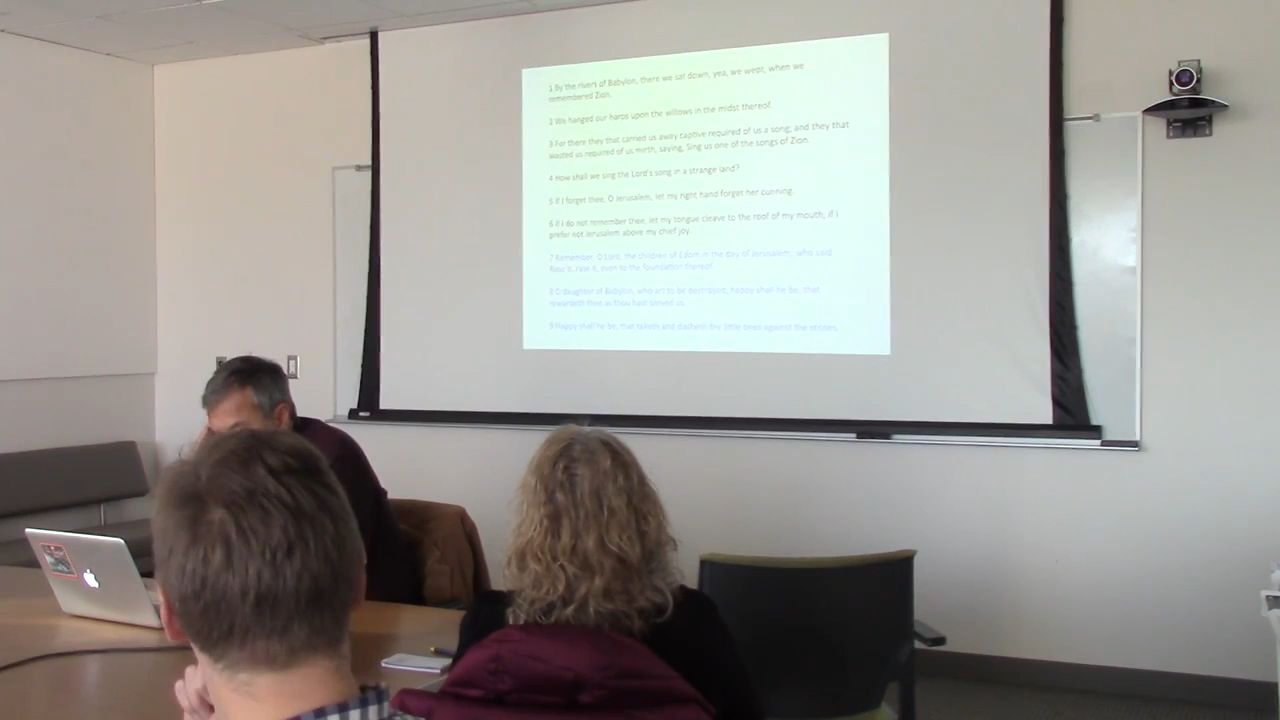 1 By the rivers of Babylon, there we sat down, yea, we wept, when we
remembered Zion.
2 We hanged our harps upon the willows in the midst thereof.
3 For there they that carried us away captive required of us a song; and they that
wasted us required of us mirth, saying, Sing us one of the songs of Zion.
4 How shall we sing the Lord's song in a strange land?
5 If I forget thee, O Jerusalem, let my right hand forget her cunning.
6 If I do not remember thee, let my tongue cleave to the roof of my mouth; if I
prefer not Jerusalem above my chief joy.
7 Remember, O Lord, the children of Edom in the day of Jerusalem; who said
Rase it, rase it, even to the foundation thereof.
8 O daughter of Babylon, who art to be destroyed; happy shall he be, that
rewardeth thee as thou hast served us.
9 Happy shall he be, that taketh and dasheth thy little ones against the stones.